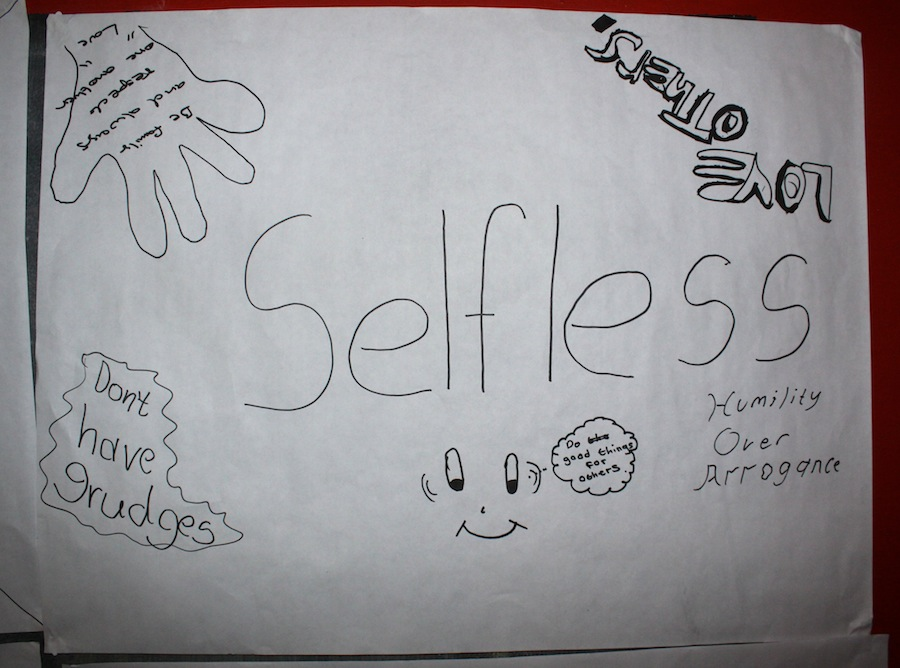 Be family
and always
respect
one another
"Love"
LOVE
OTHERS.
Selfless
Dont
have
grudges
Do
good things
for
others.
Humility
Over
Arrogance